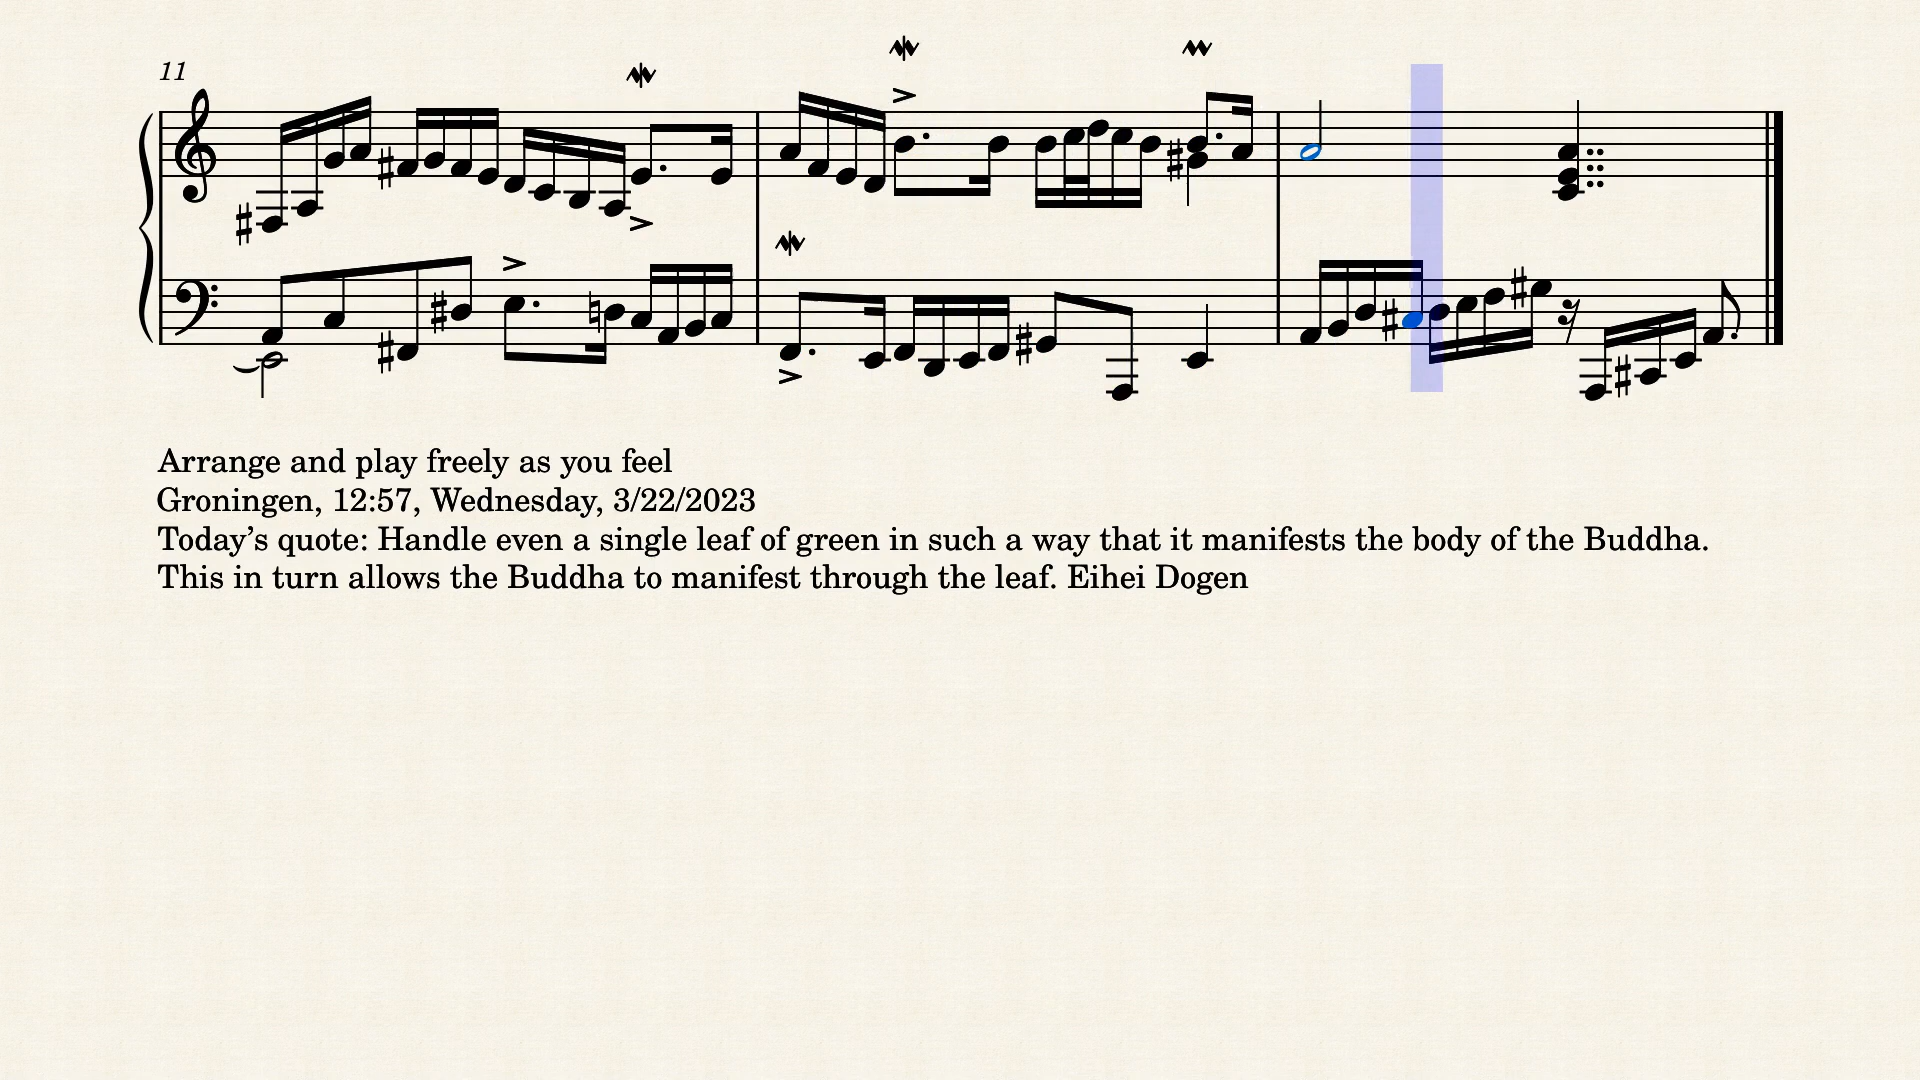 11
Arrange and play freely as you feel
Groningen, 12:57, Wednesday, 3/22/2023
Today’s quote: Handle even a single leaf of green in such a way that it manifests the body of the Buddha.
This in turn allows the Buddha to manifest through the leaf. Eihei Dogen